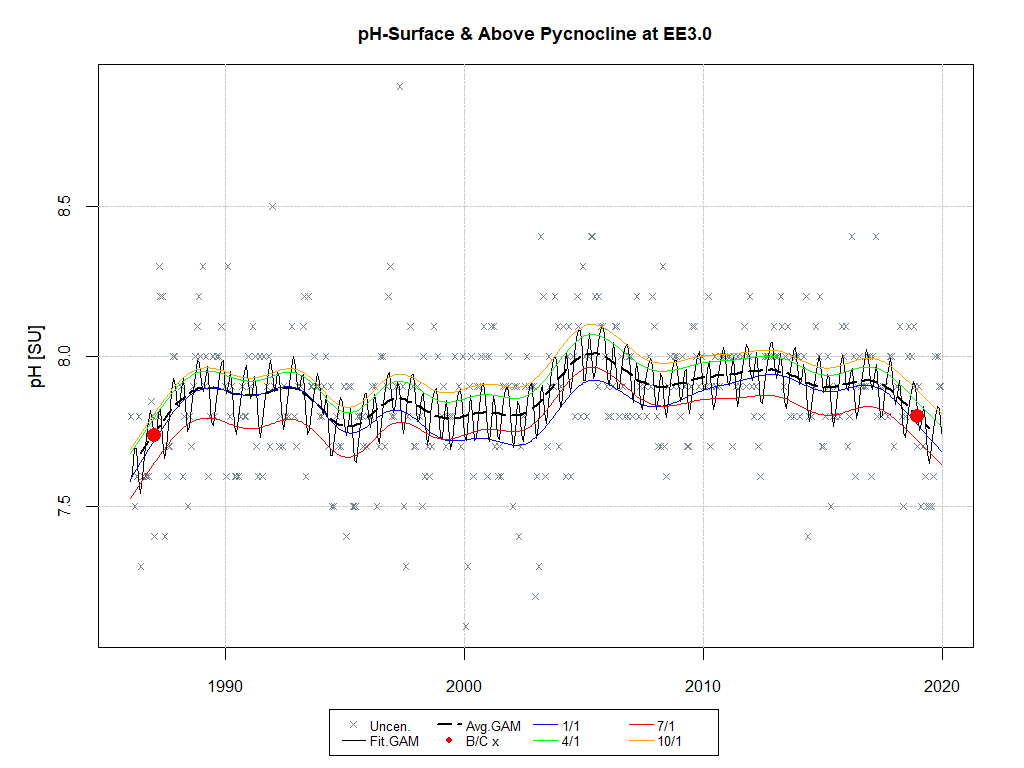 pH-Surface & Above Pycnocline at EE3.0
pH [SU]
8.5
8.0
7.5
1990 2000 2010 2020
Uncen. Avg.GAM 1/1 7/1
Fit.GAM B/C x 4/1 10/1